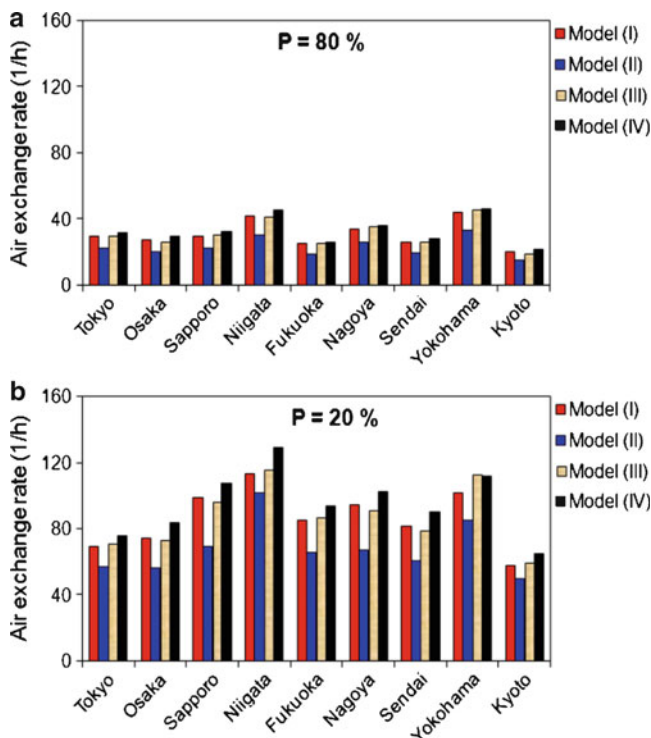 a
P = 80 %
Air exchange rate (1/h)
160
120
80
40
0
Tokyo
Osaka
Sapporo
Niigata
Fukuoka
Nagoya
Sendai
Yokohama
Kyoto
Model (I)
Model (II)
Model (III)
Model (IV)
b
P = 20 %
Air exchange rate (1/h)
160
120
80
40
0
Tokyo
Osaka
Sapporo
Niigata
Fukuoka
Nagoya
Sendai
Yokohama
Kyoto
Model (I)
Model (II)
Model (III)
Model (IV)